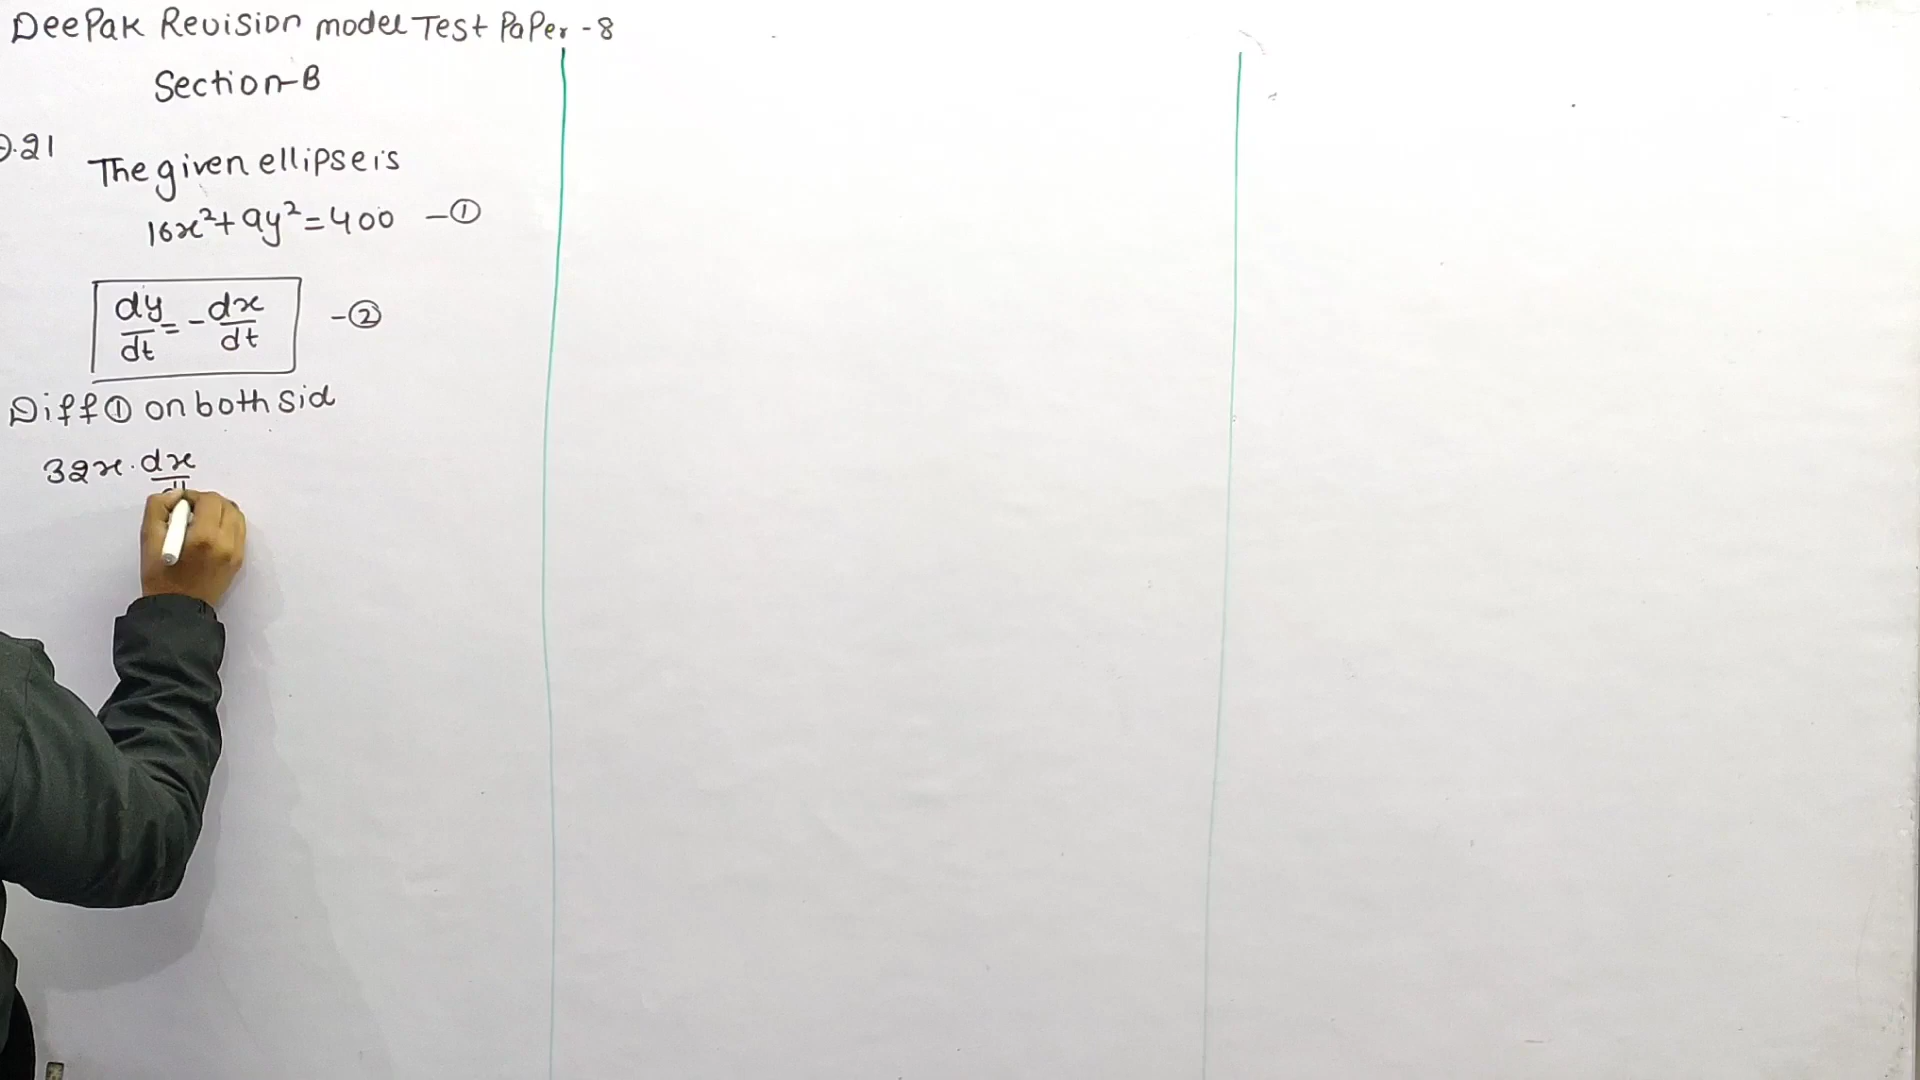 DeePak Revision model Test PaPer - 8
Section-B
Q.21
The given ellipse is
16x²+9y²=400 -①
dy/dt = -dx/dt -②
Diff ① on both sid
32x.dx